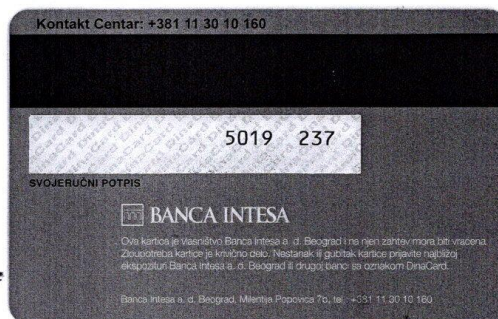 Kontakt Centar: +381 11 30 10 160
5019 237
SVOJERUČNI POTPIS
BANCA INTESA
Ova kartica je vlasništvo Banca Intesa a. d. Beograd i na njen zahtev mora biti vraćena.
Zloupotreba kartice je krivično delo. Nestanak ili gubitak kartice prijavite najbližoj
ekspozituri Banca Intesa a. d. Beograd ili drugoj banci sa oznakom DinaCard.
Banca Intesa a. d. Beograd, Milentija Popovića 7b, tel. +381 11 30 10 160